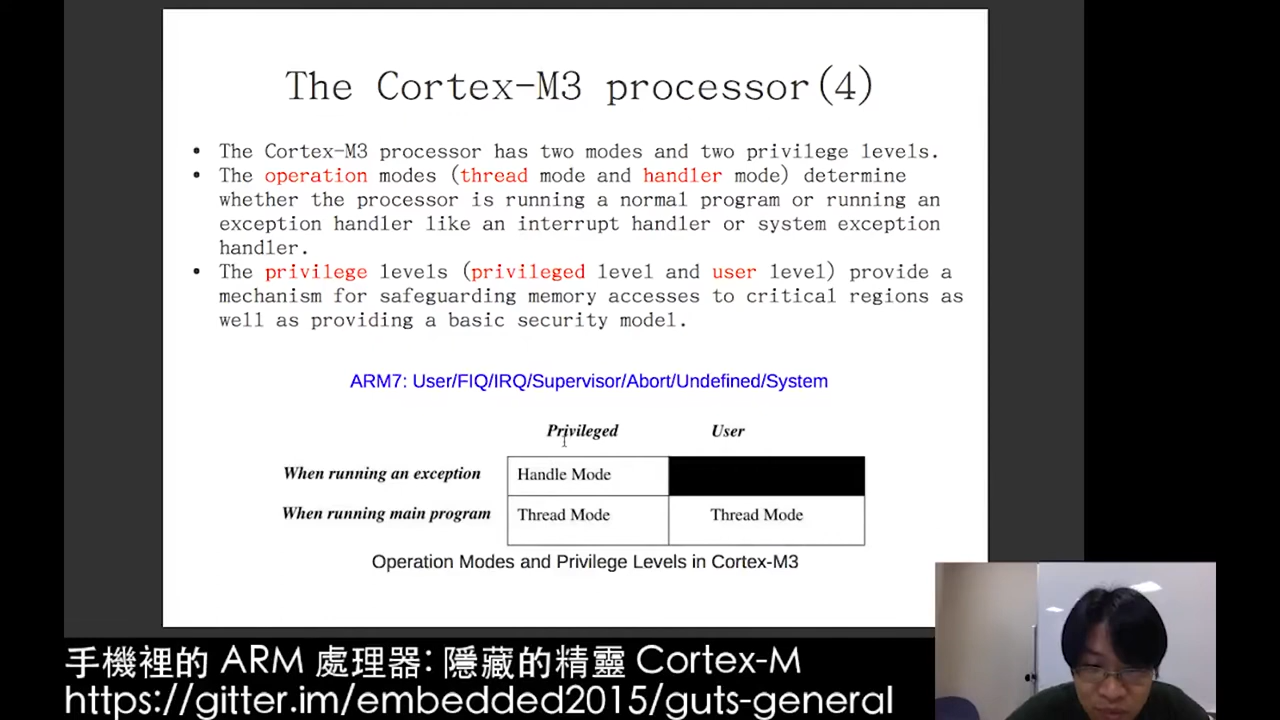 The Cortex-M3 processor(4)
• The Cortex-M3 processor has two modes and two privilege levels.
• The operation modes (thread mode and handler mode) determine
whether the processor is running a normal program or running an
exception handler like an interrupt handler or system exception
handler.
• The privilege levels (privileged level and user level) provide a
mechanism for safeguarding memory accesses to critical regions as
well as providing a basic security model.
ARM7: User/FIQ/IRQ/Supervisor/Abort/Undefined/System
Privileged User
When running an exception Handle Mode
When running main program Thread Mode Thread Mode
Operation Modes and Privilege Levels in Cortex-M3
手機裡的 ARM 處理器: 隱藏的精靈 Cortex-M
https://gitter.im/embedded2015/guts-general